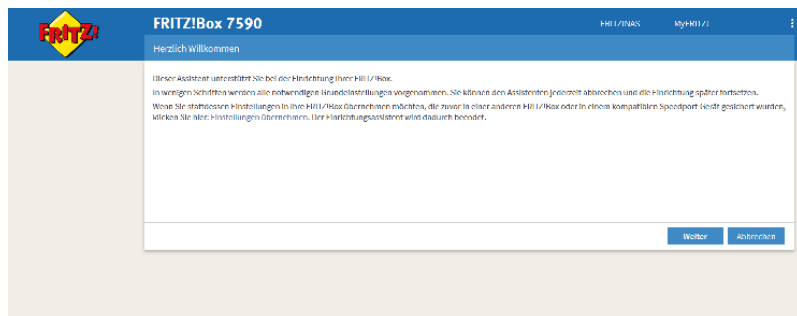 FRITZ!
FRITZ!Box 7590
FRITZ!NAS
MyFRITZ!
Herzlich Willkommen
Dieser Assistent unterstützt Sie bei der Einrichtung Ihrer FRITZ!Box.
In wenigen Schritten werden alle notwendigen Grundeinstellungen vorgenommen. Sie können den Assistenten jederzeit abbrechen und die Einrichtung später fortsetzen.
Wenn Sie stattdessen Einstellungen in Ihre FRITZ!Box übernehmen möchten, die zuvor in einer anderen FRITZ!Box oder in einem kompatiblen Speedport-Gerät gesichert wurden,
klicken Sie hier: Einstellungen übernehmen. Der Einrichtungsassistent wird dadurch beendet.
Weiter
Abbrechen